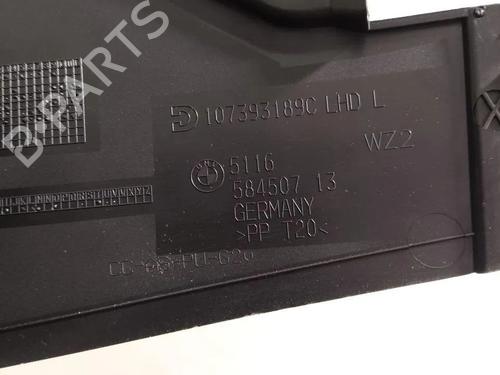 B-PARTS
107393189C LHD L
WZ2
5116
584507 13
GERMANY
>PP T20<